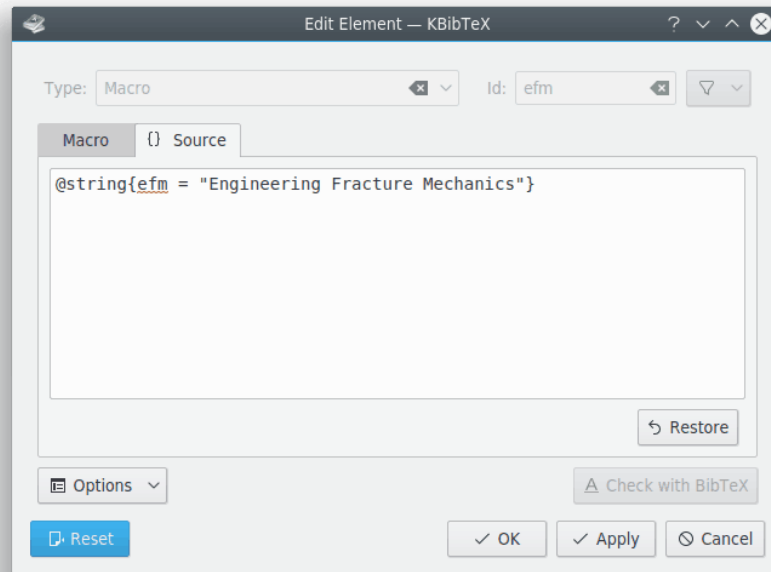 Edit Element — KBibTeX ?
Type: Macro Id: efm
Macro {} Source
@string{efm = "Engineering Fracture Mechanics"}
Restore
Options Check with BibTeX
Reset OK Apply Cancel